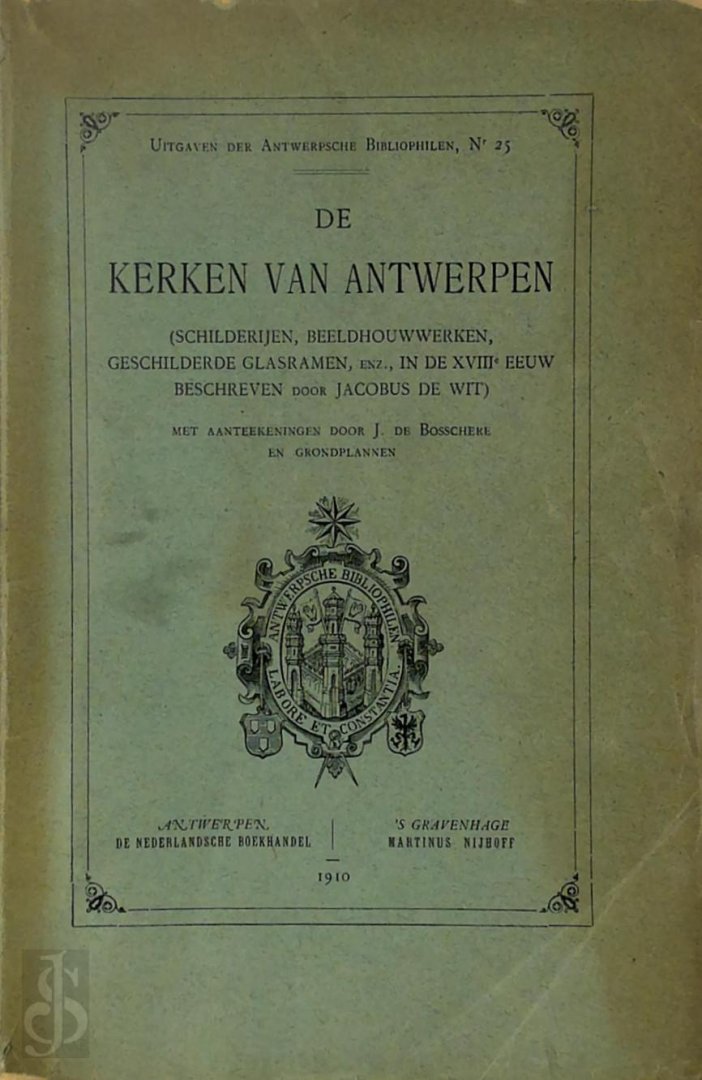 UITGAVEN DER ANTWERPSCHE BIBLIOPHILEN, Nr 25
DE
KERKEN VAN ANTWERPEN
(SCHILDERIJEN, BEELDHOUWWERKEN,
GESCHILDERDE GLASRAMEN, ENZ., IN DE XVIIIe EEUW
BESCHREVEN DOOR JACOBUS DE WIT)
MET AANTEEKENINGEN DOOR J. DE BOSSCHERE
EN GRONDPLANNEN
ANTWERPSCHE BIBLIOPHILEN
LABORE ET CONSTANTIA.
ANTWERPEN
DE NEDERLANDSCHE BOEKHANDEL
'S GRAVENHAGE
MARTINUS NIJHOFF
1910
JS